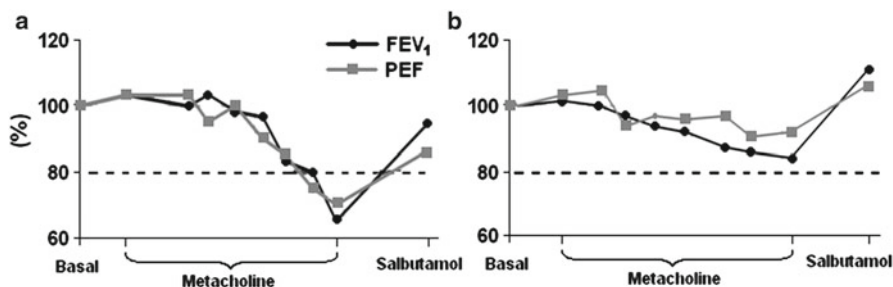 a
120
100
80
60
(%)
FEV₁
PEF
Basal
Metacholine
Salbutamol
b
120
100
80
60
Basal
Metacholine
Salbutamol